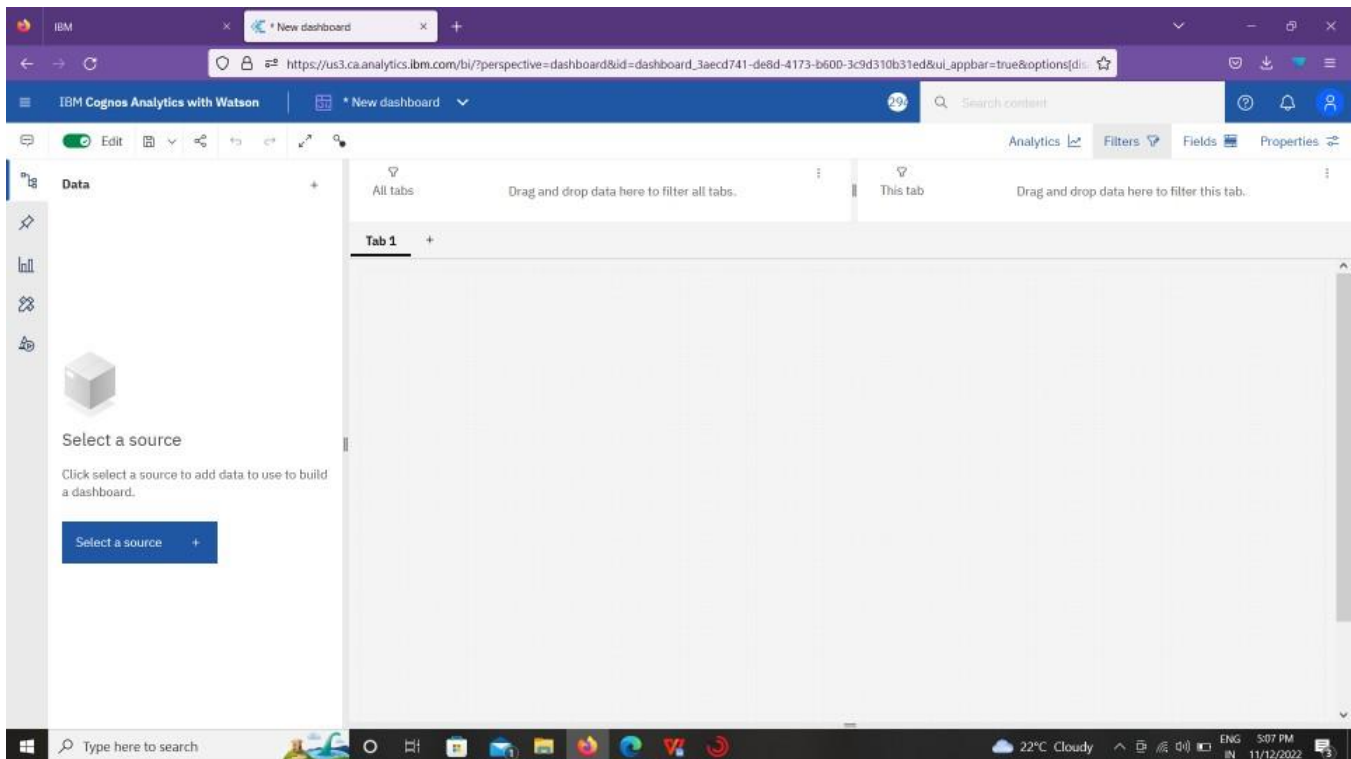 IBM
* New dashboard
https://us3.ca.analytics.ibm.com/bi/?perspective=dashboard&id=dashboard_3aecd741-de8d-4173-b600-3c9d310b31ed&ui_appbar=true&options[dis
IBM Cognos Analytics with Watson
* New dashboard
Search content
Edit
Analytics
Filters
Fields
Properties
Data
All tabs
Drag and drop data here to filter all tabs.
This tab
Drag and drop data here to filter this tab.
Tab 1
Select a source
Click select a source to add data to use to build
a dashboard.
Select a source
Type here to search
22°C Cloudy
ENG
IN
5:07 PM
11/12/2022